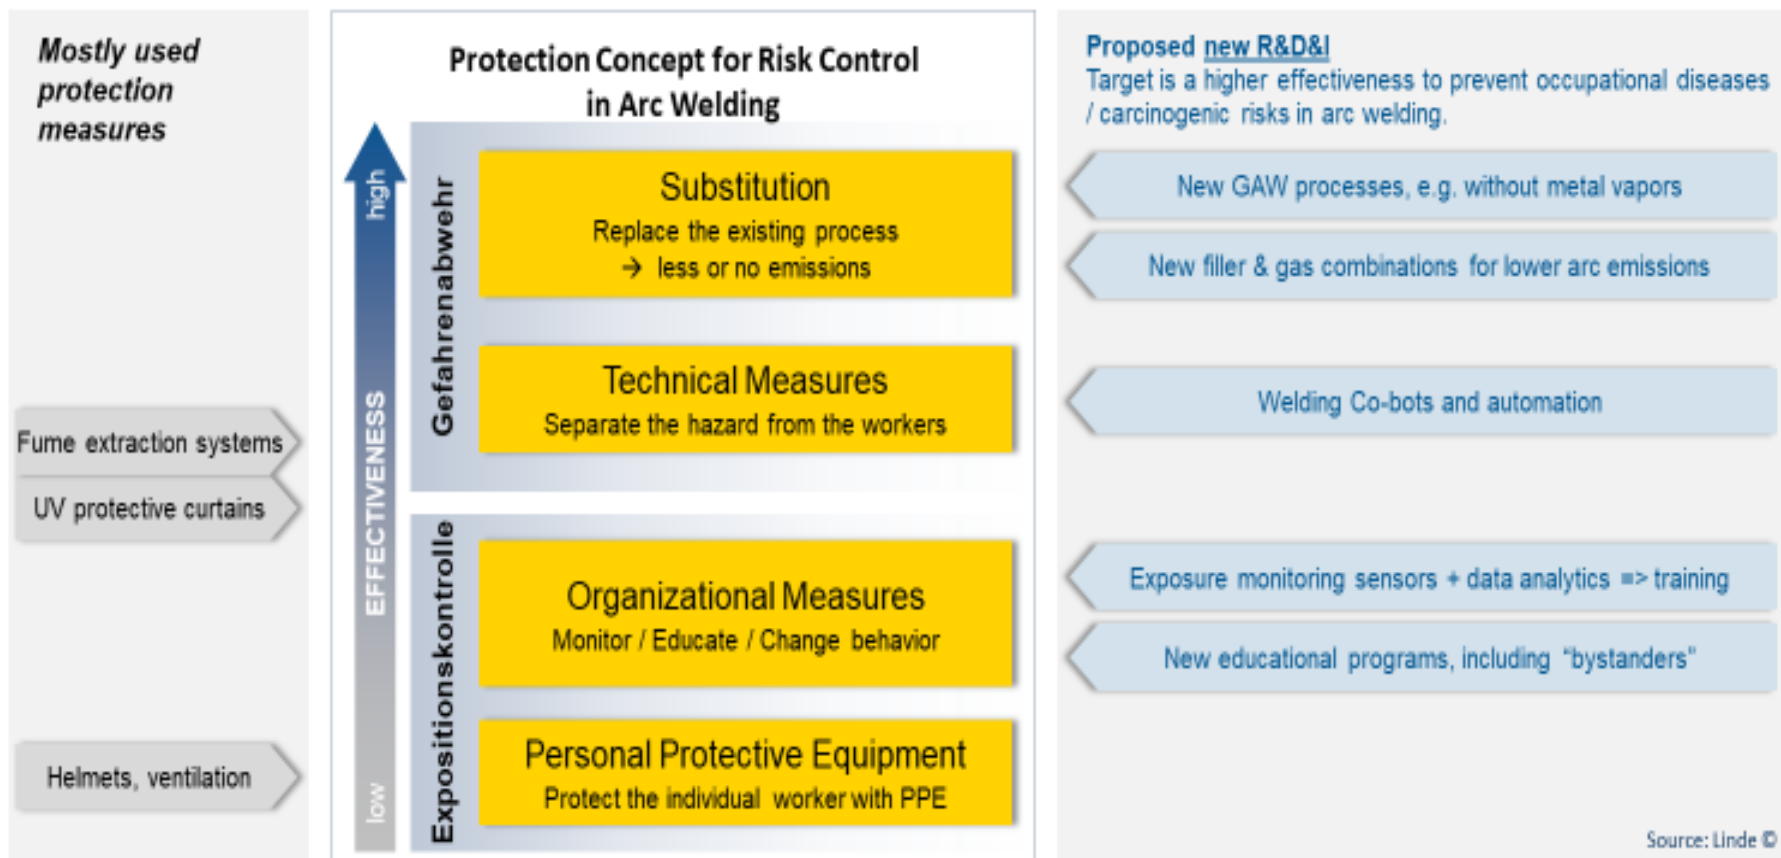 Mostly used
protection
measures
Fume extraction systems
UV protective curtains
Helmets, ventilation
Protection Concept for Risk Control
in Arc Welding
high
EFFECTIVENESS
low
Gefahrenabwehr
Substitution
Replace the existing process
→ less or no emissions
Technical Measures
Separate the hazard from the workers
Expositionskontrolle
Organizational Measures
Monitor / Educate / Change behavior
Personal Protective Equipment
Protect the individual worker with PPE
Proposed new R&D&I
Target is a higher effectiveness to prevent occupational diseases
/ carcinogenic risks in arc welding.
New GAW processes, e.g. without metal vapors
New filler & gas combinations for lower arc emissions
Welding Co-bots and automation
Exposure monitoring sensors + data analytics => training
New educational programs, including “bystanders”
Source: Linde ©